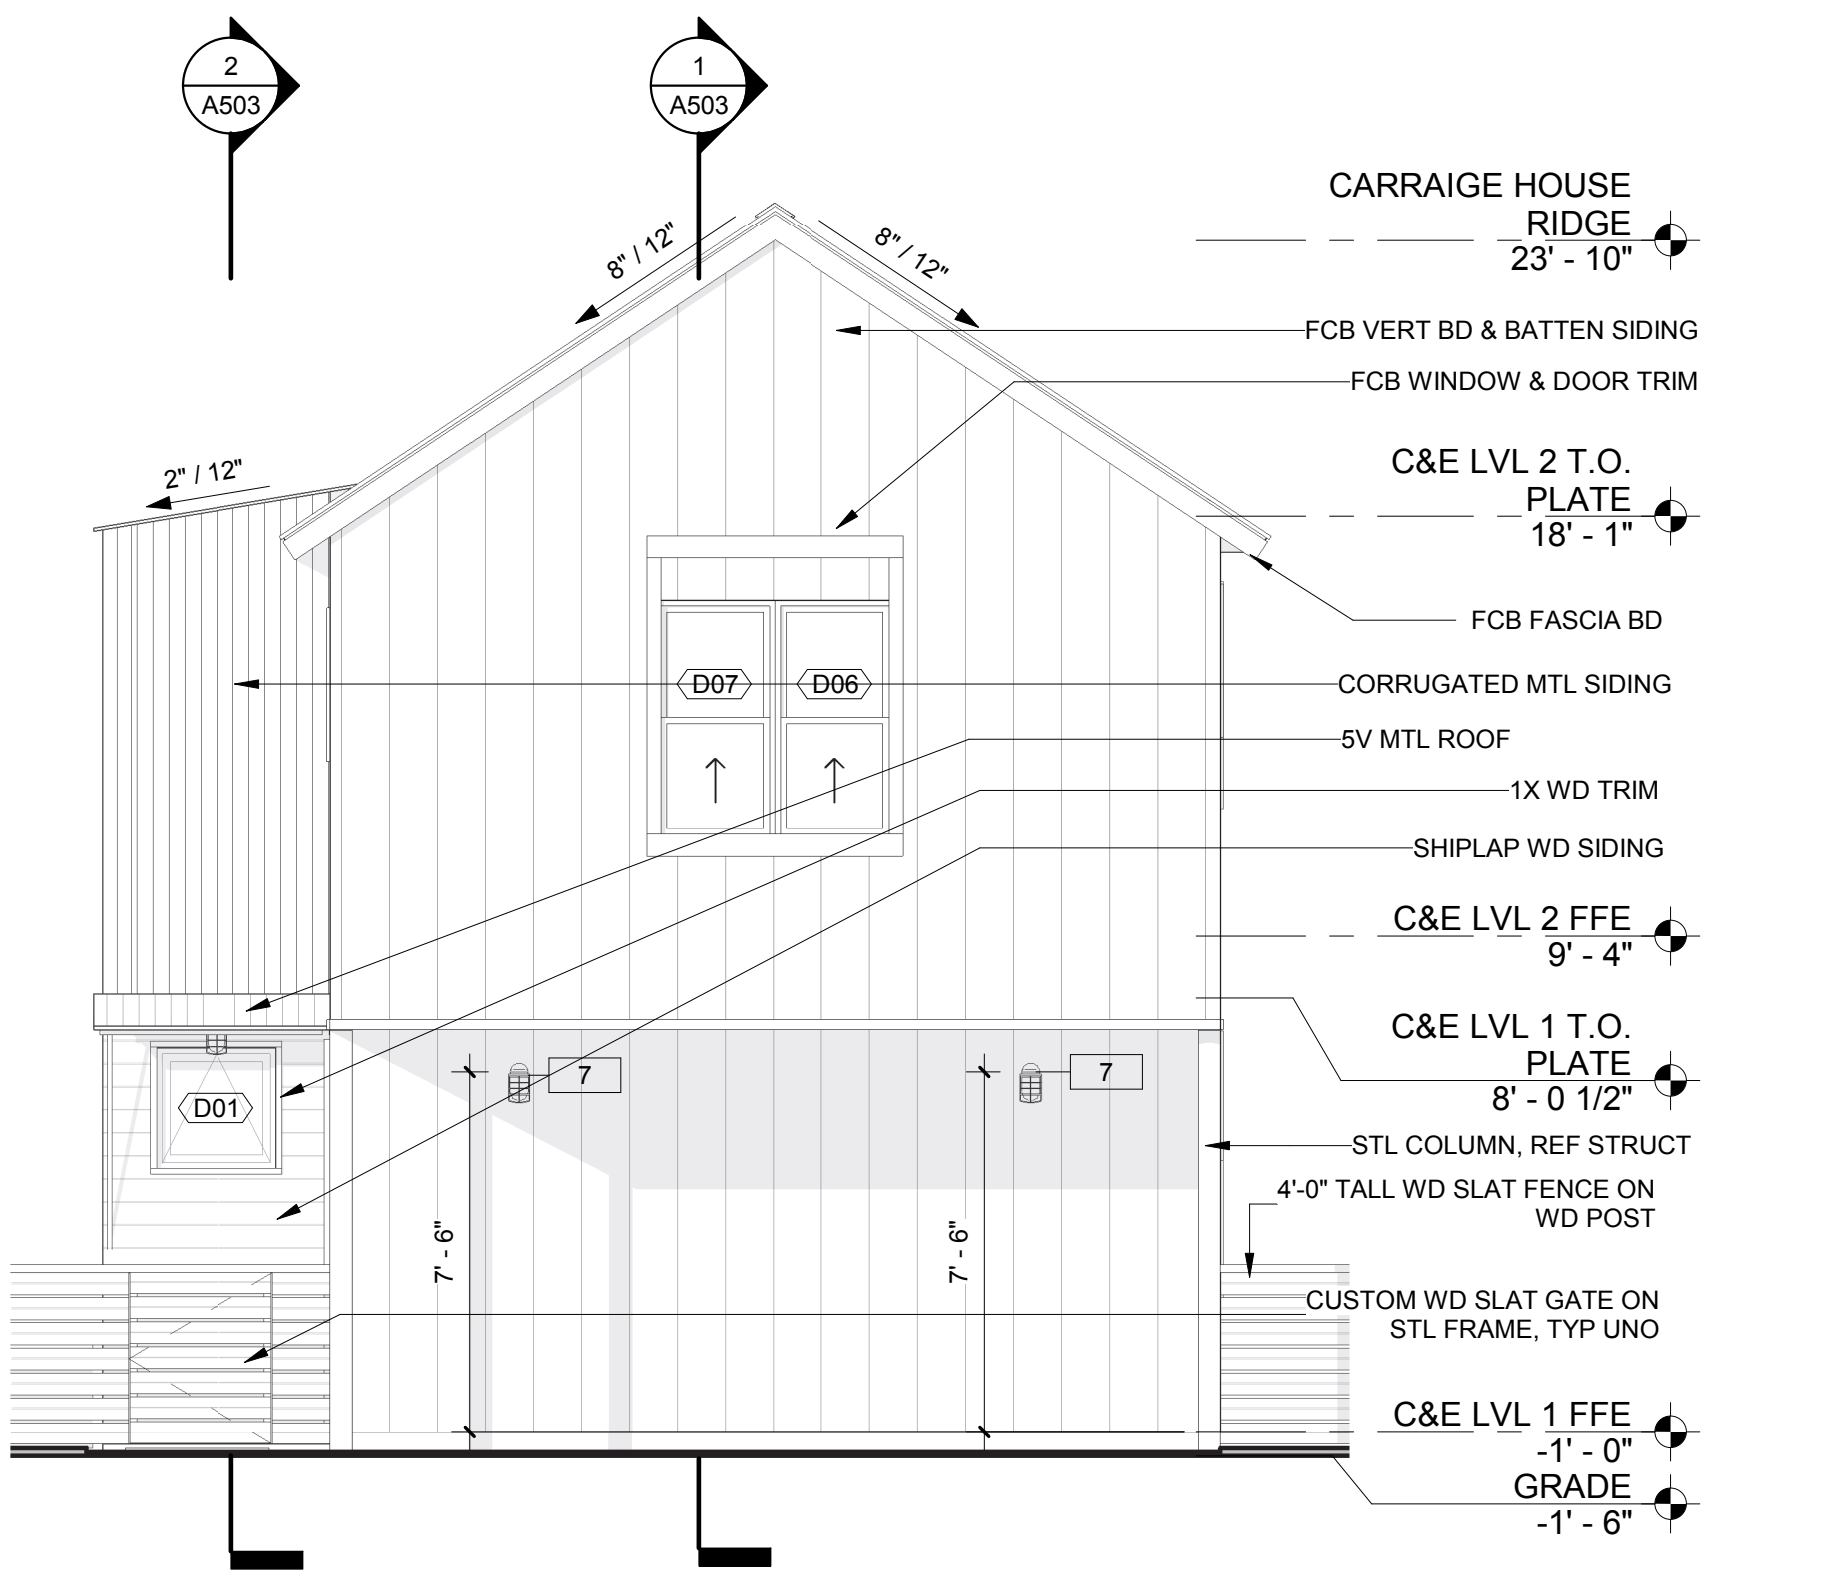 2
A503
1
A503
8" / 12"
8" / 12"
2" / 12"
CARRAIGE HOUSE
RIDGE
23' - 10"
FCB VERT BD & BATTEN SIDING
FCB WINDOW & DOOR TRIM
C&E LVL 2 T.O.
PLATE
18' - 1"
FCB FASCIA BD
D07
D06
CORRUGATED MTL SIDING
5V MTL ROOF
1X WD TRIM
SHIPLAP WD SIDING
C&E LVL 2 FFE
9' - 4"
C&E LVL 1 T.O.
PLATE
8' - 0 1/2"
7
7
D01
STL COLUMN, REF STRUCT
4'-0" TALL WD SLAT FENCE ON
WD POST
7' - 6"
7' - 6"
CUSTOM WD SLAT GATE ON
STL FRAME, TYP UNO
C&E LVL 1 FFE
-1' - 0"
GRADE
-1' - 6"